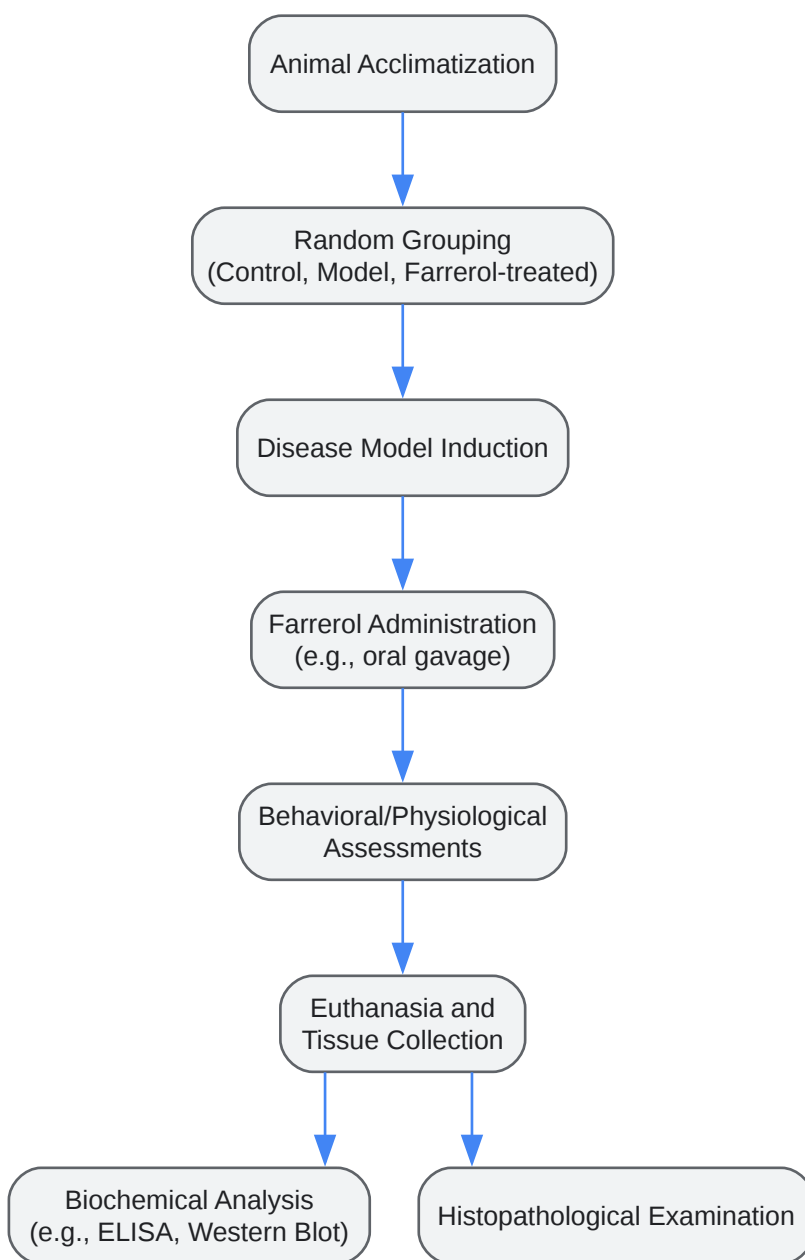 Animal Acclimatization
Random Grouping
(Control, Model, Farrerol-treated)
Disease Model Induction
Farrerol Administration
(e.g., oral gavage)
Behavioral/Physiological
Assessments
Euthanasia and
Tissue Collection
Biochemical Analysis
(e.g., ELISA, Western Blot)
Histopathological Examination